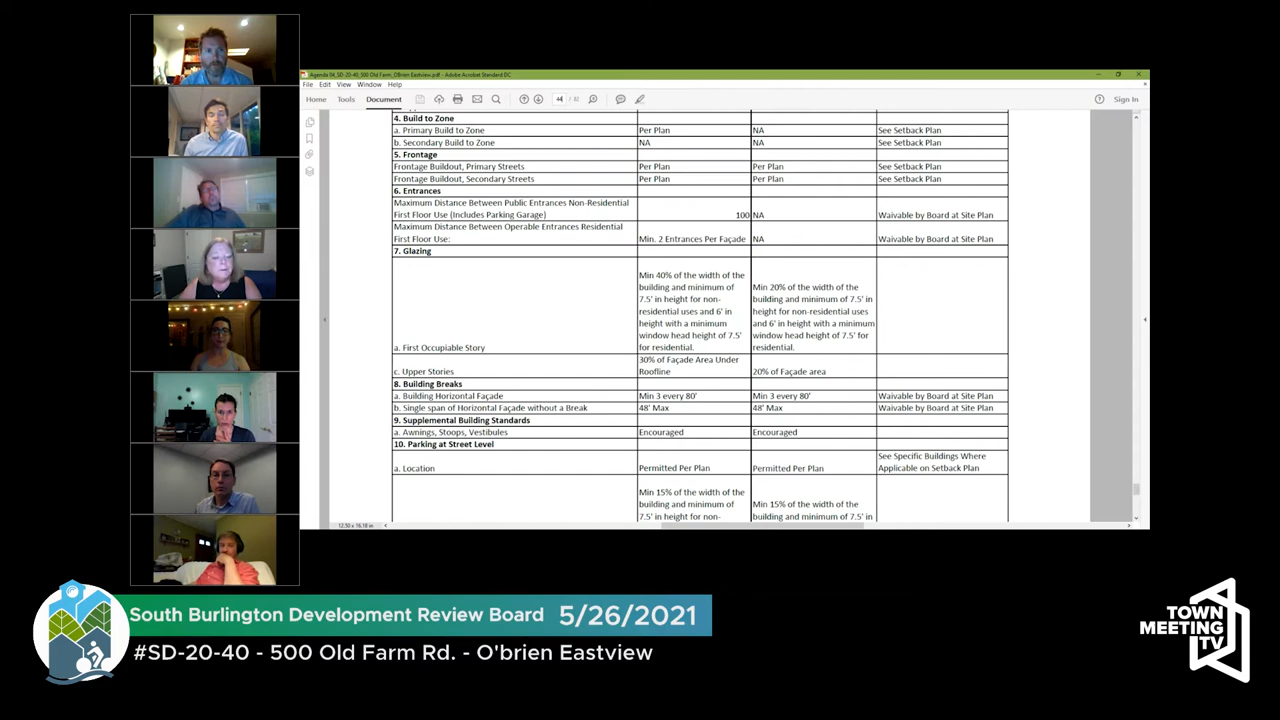 Agenda 04_SD-20-40_500 Old Farm_OBrien Eastview.pdf - Adobe Acrobat Standard DC
File Edit View Window Help
Home Tools Document
44 / 82
Sign In
4. Build to Zone
a. Primary Build to Zone Per Plan NA See Setback Plan
b. Secondary Build to Zone NA NA See Setback Plan
5. Frontage
Frontage Buildout, Primary Streets Per Plan Per Plan See Setback Plan
Frontage Buildout, Secondary Streets Per Plan Per Plan See Setback Plan
6. Entrances
Maximum Distance Between Public Entrances Non-Residential
First Floor Use (Includes Parking Garage) 100 NA Waivable by Board at Site Plan
Maximum Distance Between Operable Entrances Residential
First Floor Use: Min. 2 Entrances Per Façade NA Waivable by Board at Site Plan
7. Glazing
a. First Occupiable Story
Min 40% of the width of the
building and minimum of
7.5' in height for non-
residential uses and 6' in
height with a minimum
window head height of 7.5'
for residential.
Min 20% of the width of the
building and minimum of 7.5' in
height for non-residential uses
and 6' in height with a minimum
window head height of 7.5' for
residential.
c. Upper Stories
30% of Façade Area Under
Roofline
20% of Façade area
8. Building Breaks
a. Building Horizontal Façade Min 3 every 80' Min 3 every 80' Waivable by Board at Site Plan
b. Single span of Horizontal Façade without a Break 48' Max 48' Max Waivable by Board at Site Plan
9. Supplemental Building Standards
a. Awnings, Stoops, Vestibules Encouraged Encouraged
10. Parking at Street Level
a. Location Permitted Per Plan Permitted Per Plan
See Specific Buildings Where
Applicable on Setback Plan
Min 15% of the width of the
building and minimum of
7.5' in height for non-
Min 15% of the width of the
building and minimum of 7.5' in
12.50 x 16.18 in
South Burlington Development Review Board 5/26/2021
#SD-20-40 - 500 Old Farm Rd. - O'brien Eastview
TOWN
MEETING
TV